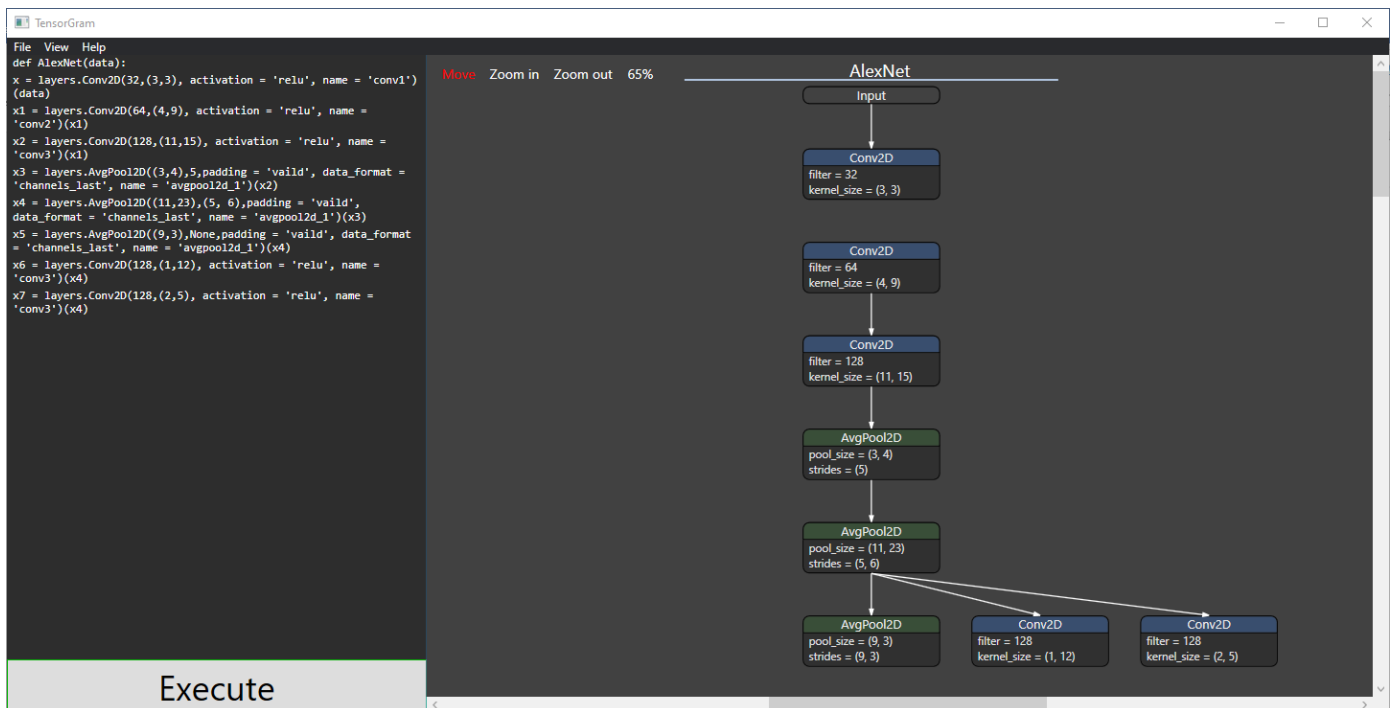 TensorGram
File View Help
def AlexNet(data):
x = layers.Conv2D(32,(3,3), activation = 'relu', name = 'conv1')
(data)
x1 = layers.Conv2D(64,(4,9), activation = 'relu', name =
'conv2')(x1)
x2 = layers.Conv2D(128,(11,15), activation = 'relu', name =
'conv3')(x1)
x3 = layers.AvgPool2D((3,4),5,padding = 'vaild', data_format =
'channels_last', name = 'avgpool2d_1')(x2)
x4 = layers.AvgPool2D((11,23),(5, 6),padding = 'vaild',
data_format = 'channels_last', name = 'avgpool2d_1')(x3)
x5 = layers.AvgPool2D((9,3),None,padding = 'vaild', data_format
= 'channels_last', name = 'avgpool2d_1')(x4)
x6 = layers.Conv2D(128,(1,12), activation = 'relu', name =
'conv3')(x4)
x7 = layers.Conv2D(128,(2,5), activation = 'relu', name =
'conv3')(x4)
Execute
Move Zoom in Zoom out 65%
AlexNet
Input
Conv2D
filter = 32
kernel_size = (3, 3)
Conv2D
filter = 64
kernel_size = (4, 9)
Conv2D
filter = 128
kernel_size = (11, 15)
AvgPool2D
pool_size = (3, 4)
strides = (5)
AvgPool2D
pool_size = (11, 23)
strides = (5, 6)
AvgPool2D
pool_size = (9, 3)
strides = (9, 3)
Conv2D
filter = 128
kernel_size = (1, 12)
Conv2D
filter = 128
kernel_size = (2, 5)